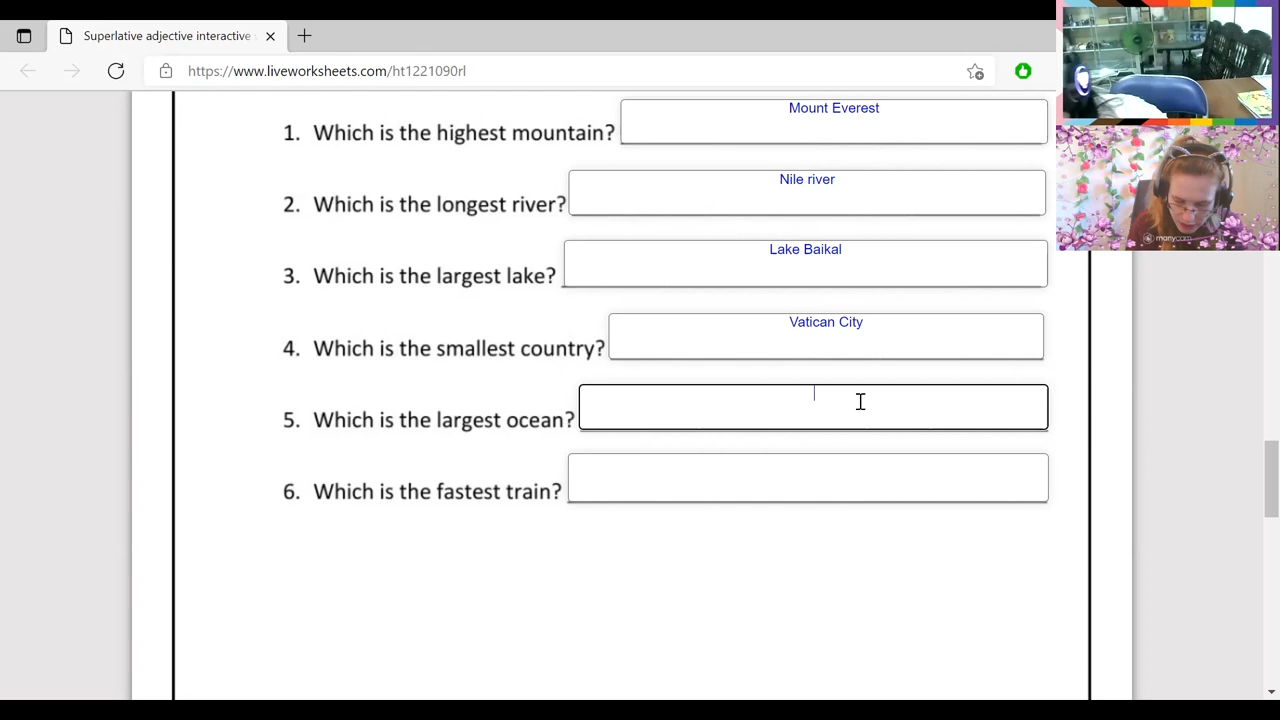 Superlative adjective interactive
https://www.liveworksheets.com/ht1221090rl
1. Which is the highest mountain? Mount Everest
2. Which is the longest river? Nile river
3. Which is the largest lake? Lake Baikal
4. Which is the smallest country? Vatican City
5. Which is the largest ocean?
6. Which is the fastest train?
manycam